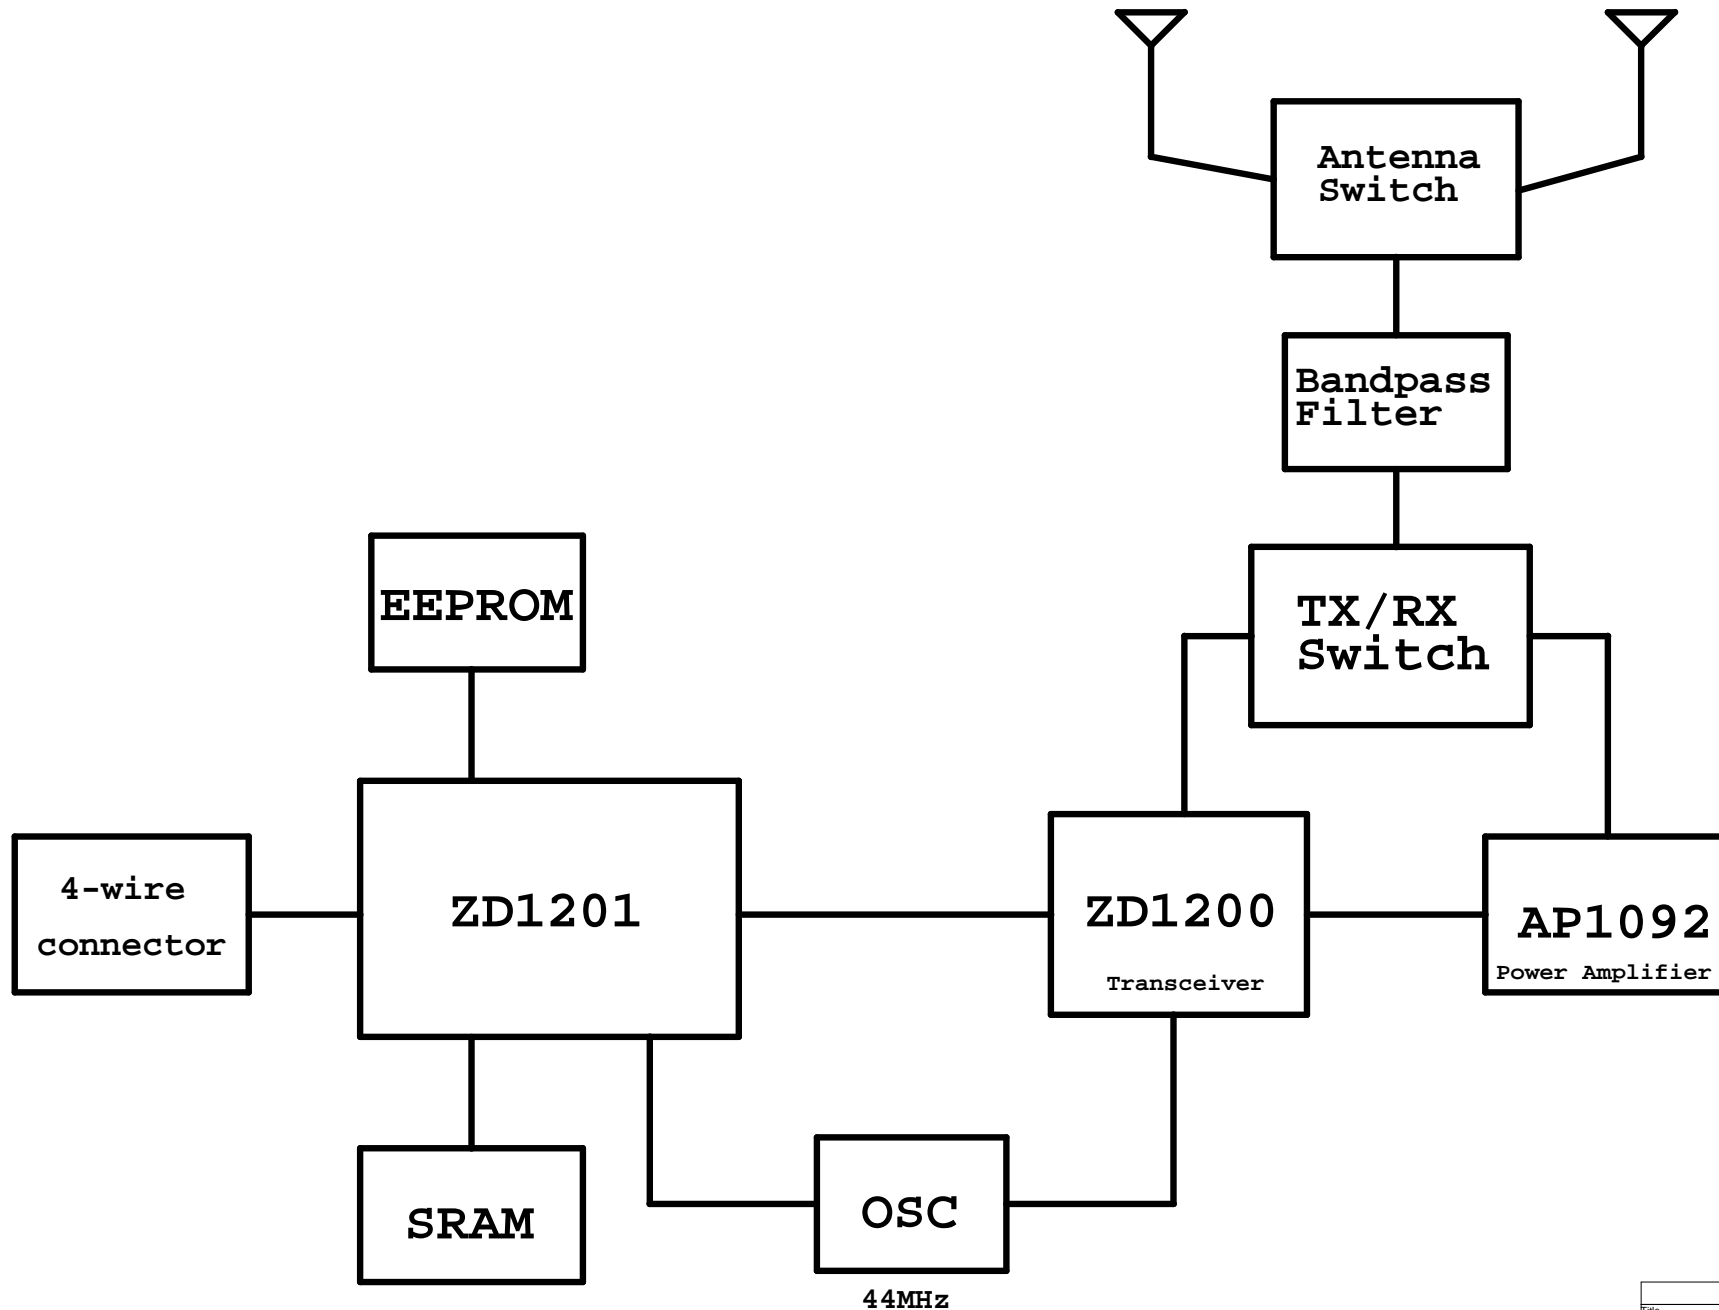 Antenna
Switch
Bandpass
Filter
EEPROM
TX/RX
Switch
4-wire
connector
ZD1201
ZD1200
Transceiver
AP1092
Power Amplifier
SRAM
OSC
44MHz